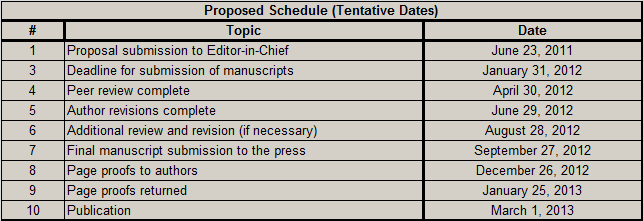 Proposed Schedule (Tentative Dates)
# Topic Date
1 Proposal submission to Editor-in-Chief June 23, 2011
3 Deadline for submission of manuscripts January 31, 2012
4 Peer review complete April 30, 2012
5 Author revisions complete June 29, 2012
6 Additional review and revision (if necessary) August 28, 2012
7 Final manuscript submission to the press September 27, 2012
8 Page proofs to authors December 26, 2012
9 Page proofs returned January 25, 2013
10 Publication March 1, 2013